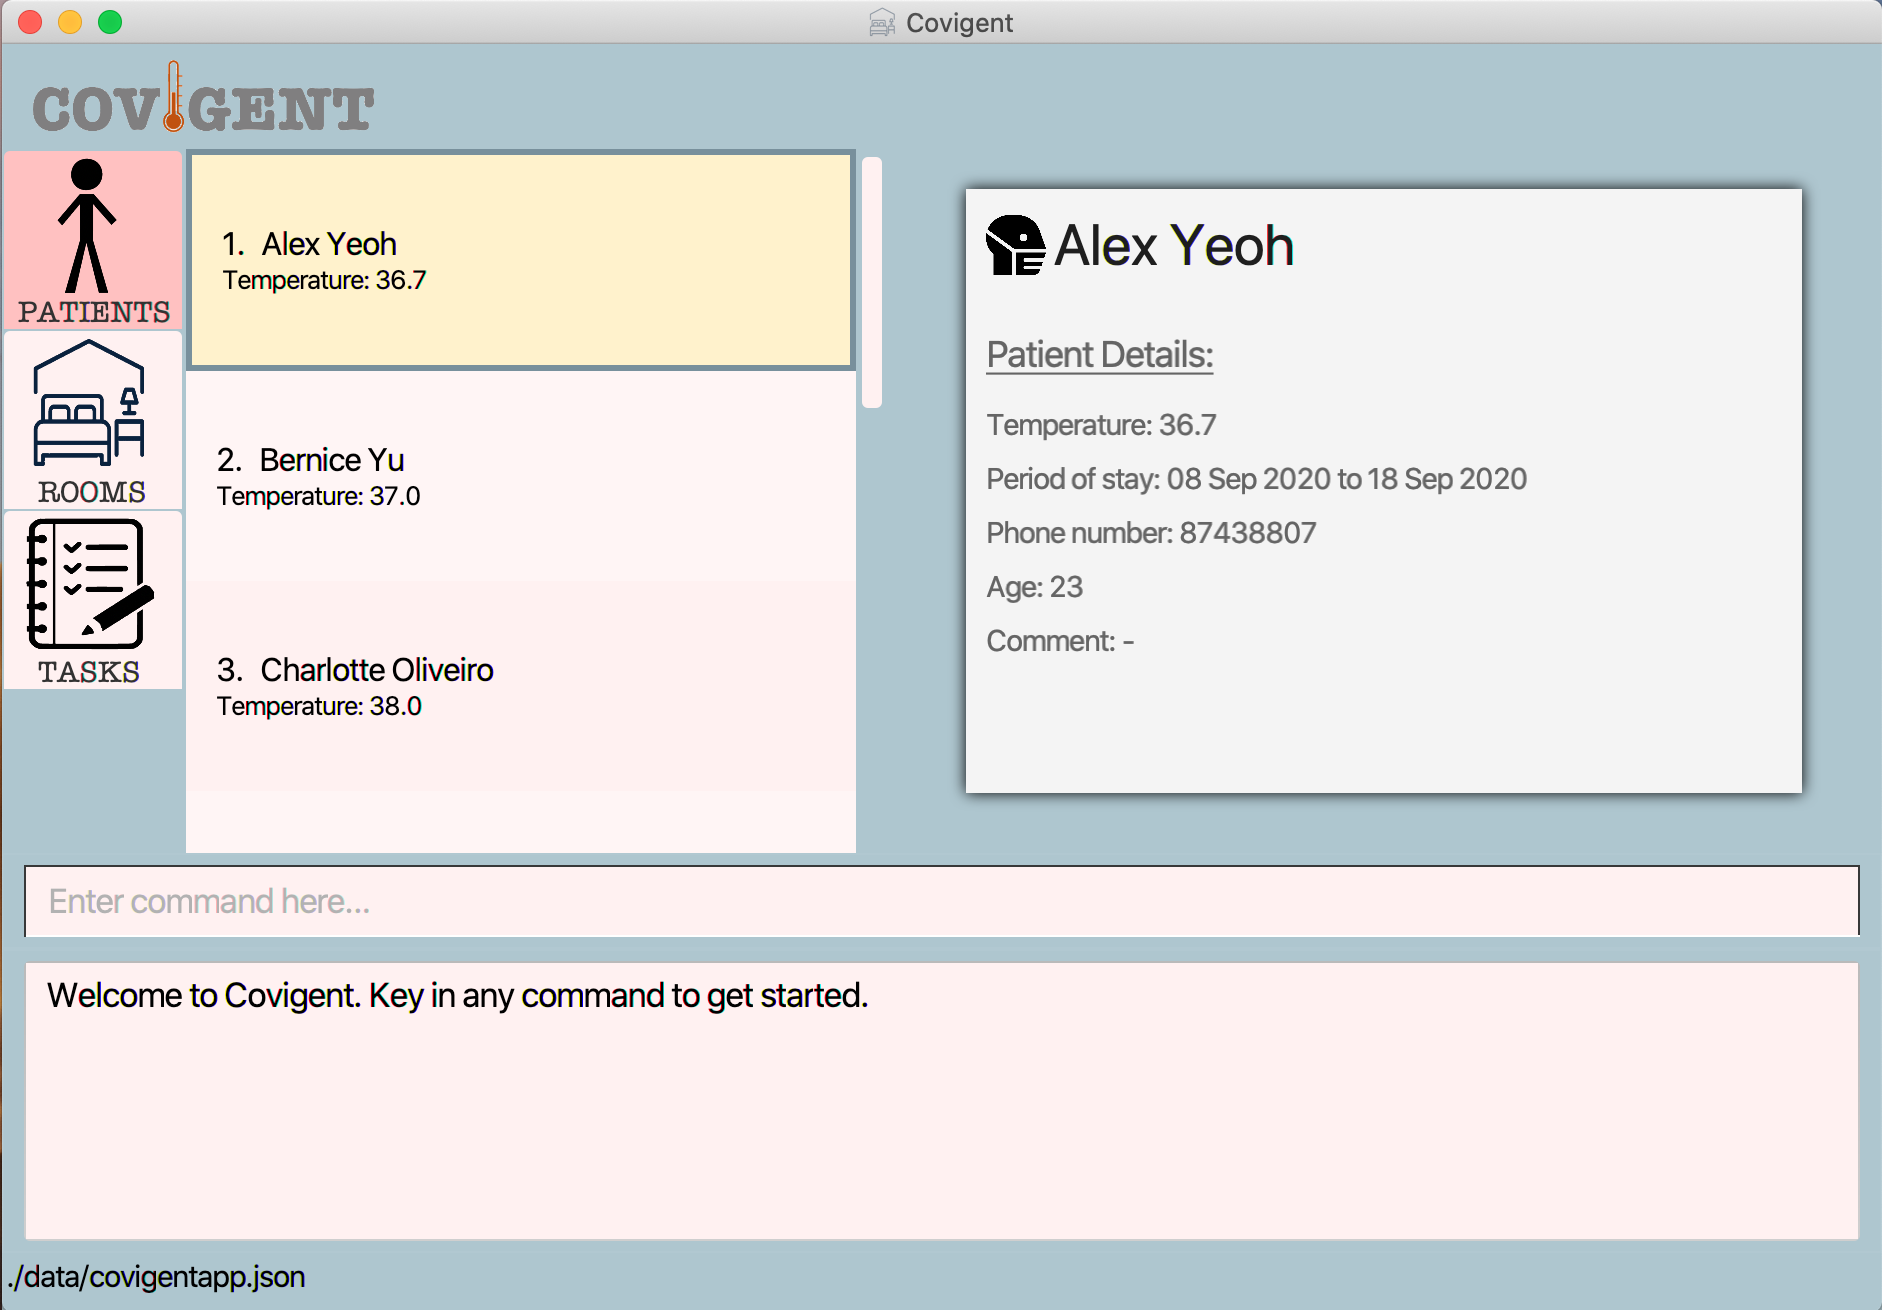 Covigent
COVIGENT
PATIENTS
ROOMS
TASKS
1. Alex Yeoh
Temperature: 36.7
2. Bernice Yu
Temperature: 37.0
3. Charlotte Oliveiro
Temperature: 38.0
Alex Yeoh
Patient Details:
Temperature: 36.7
Period of stay: 08 Sep 2020 to 18 Sep 2020
Phone number: 87438807
Age: 23
Comment: -
Enter command here...
Welcome to Covigent. Key in any command to get started.
./data/covigentapp.json